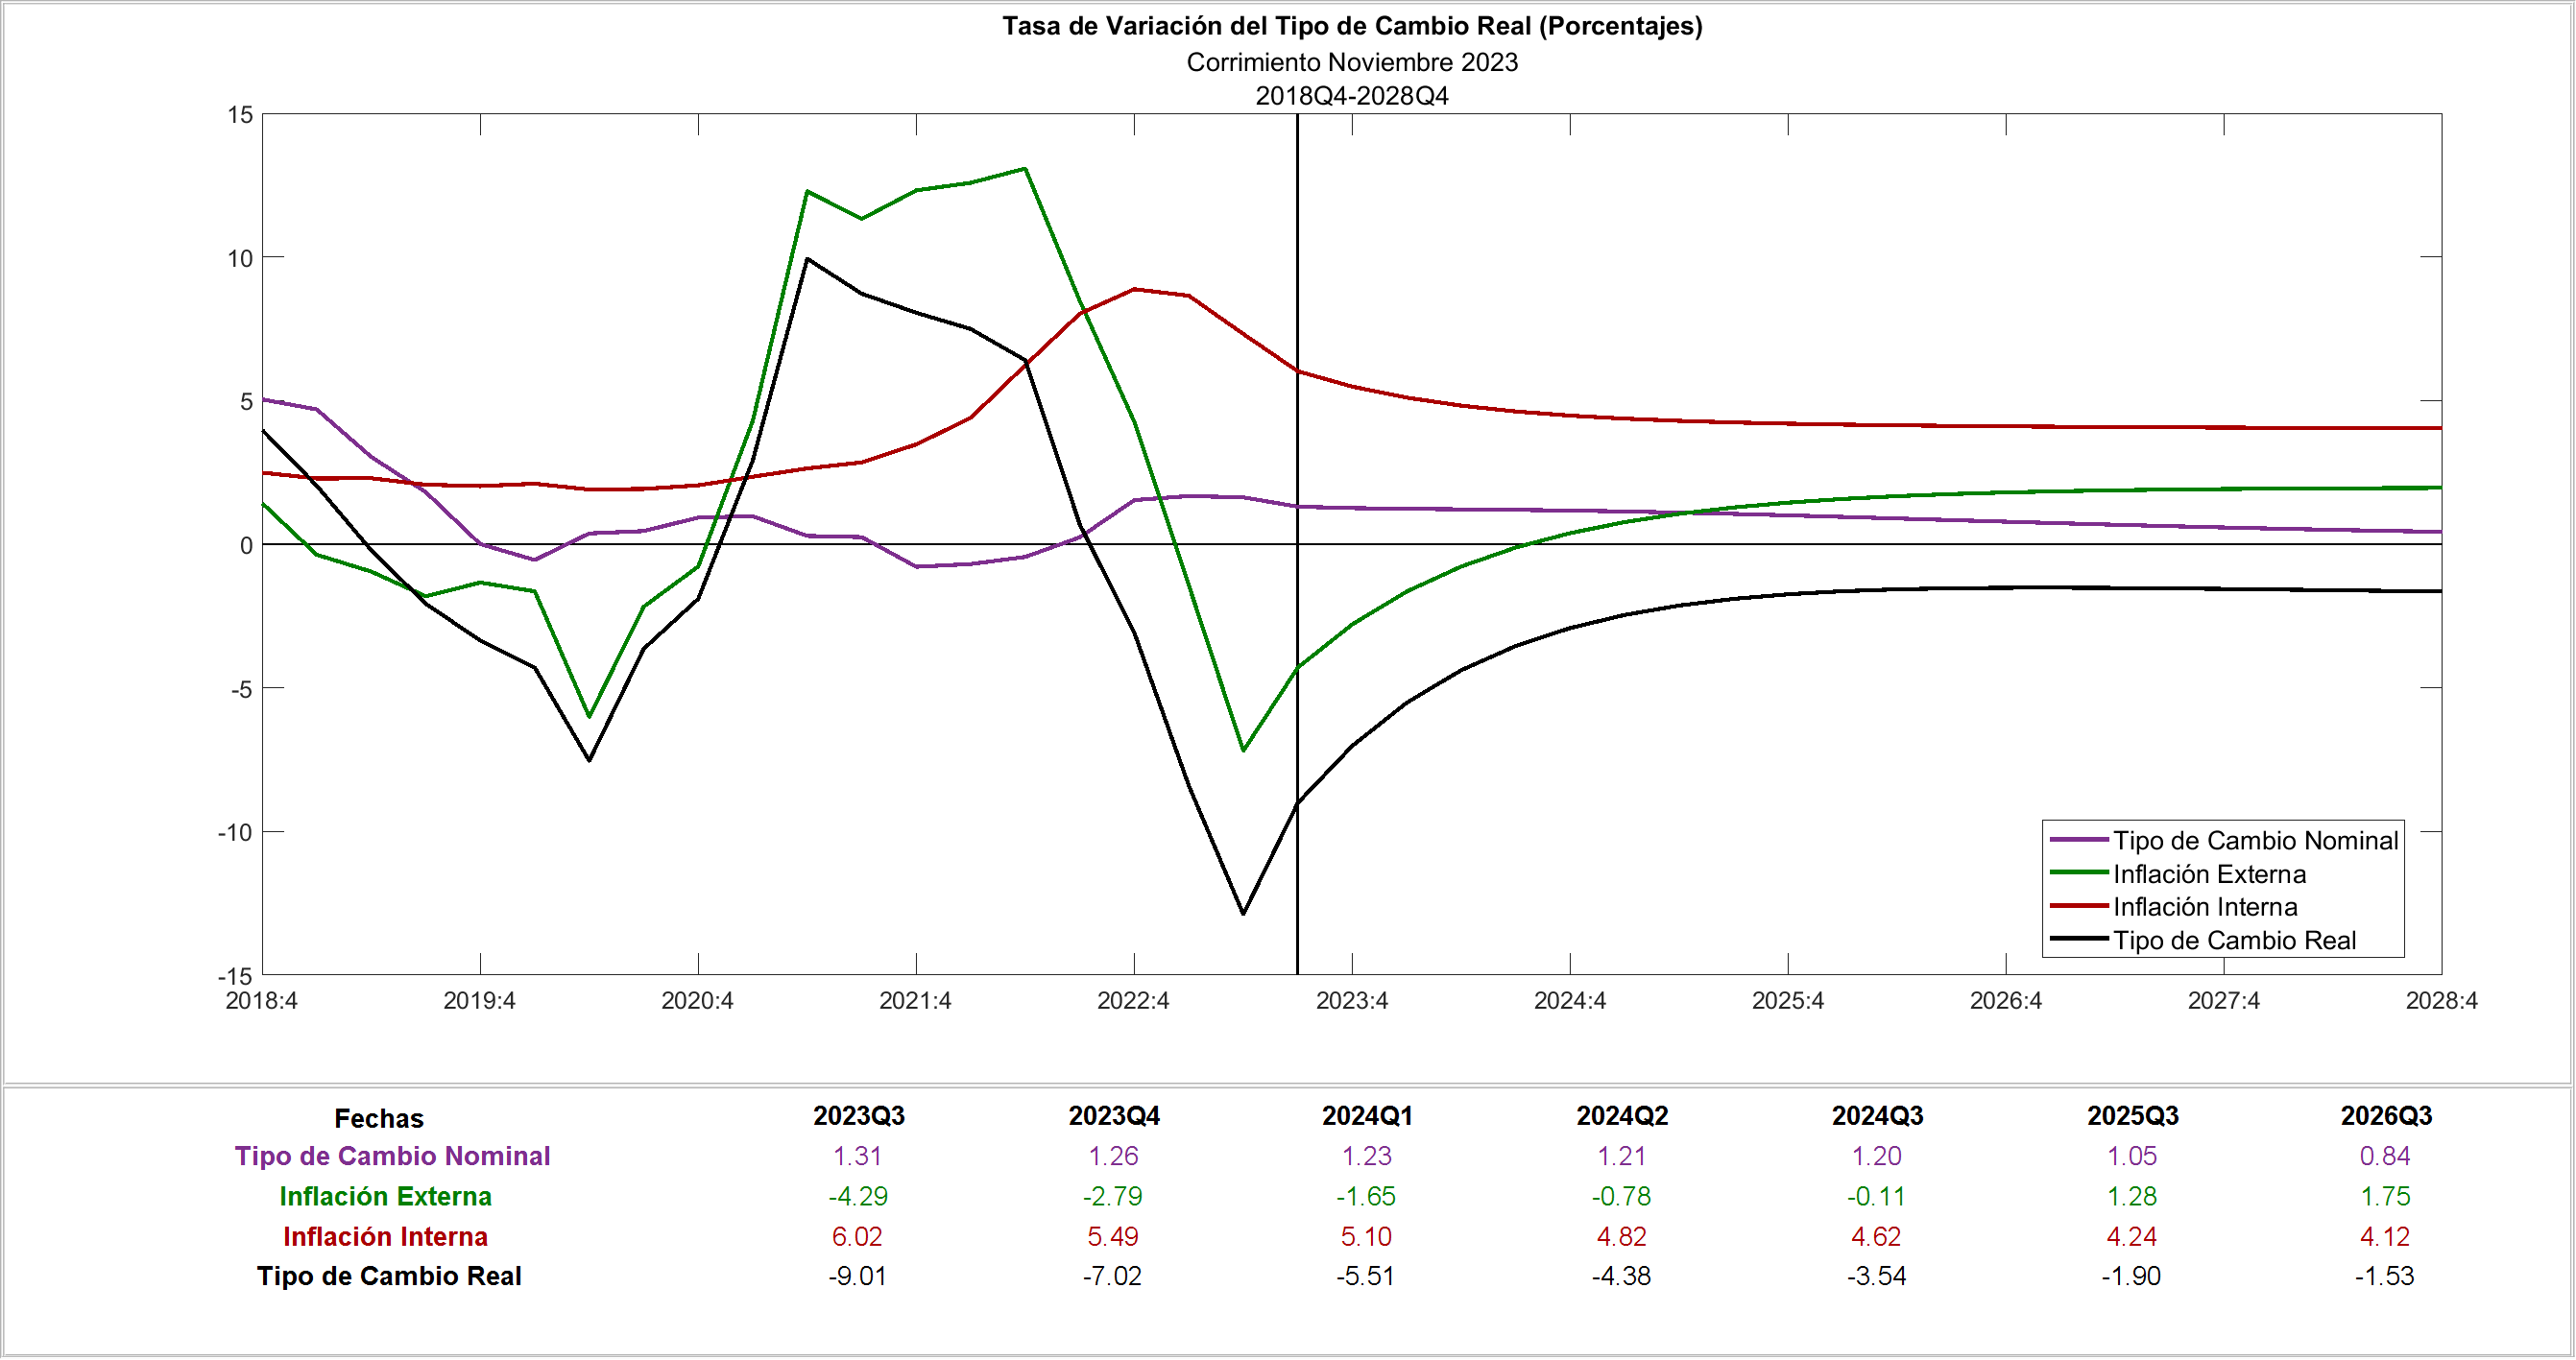 Tasa de Variación del Tipo de Cambio Real (Porcentajes)
Corrimiento Noviembre 2023
2018Q4-2028Q4
15
10
5
0
-5
-10
-15
2018:4 2019:4 2020:4 2021:4 2022:4 2023:4 2024:4 2025:4 2026:4 2027:4 2028:4
Tipo de Cambio Nominal
Inflación Externa
Inflación Interna
Tipo de Cambio Real
Fechas 2023Q3 2023Q4 2024Q1 2024Q2 2024Q3 2025Q3 2026Q3
Tipo de Cambio Nominal 1.31 1.26 1.23 1.21 1.20 1.05 0.84
Inflación Externa -4.29 -2.79 -1.65 -0.78 -0.11 1.28 1.75
Inflación Interna 6.02 5.49 5.10 4.82 4.62 4.24 4.12
Tipo de Cambio Real -9.01 -7.02 -5.51 -4.38 -3.54 -1.90 -1.53